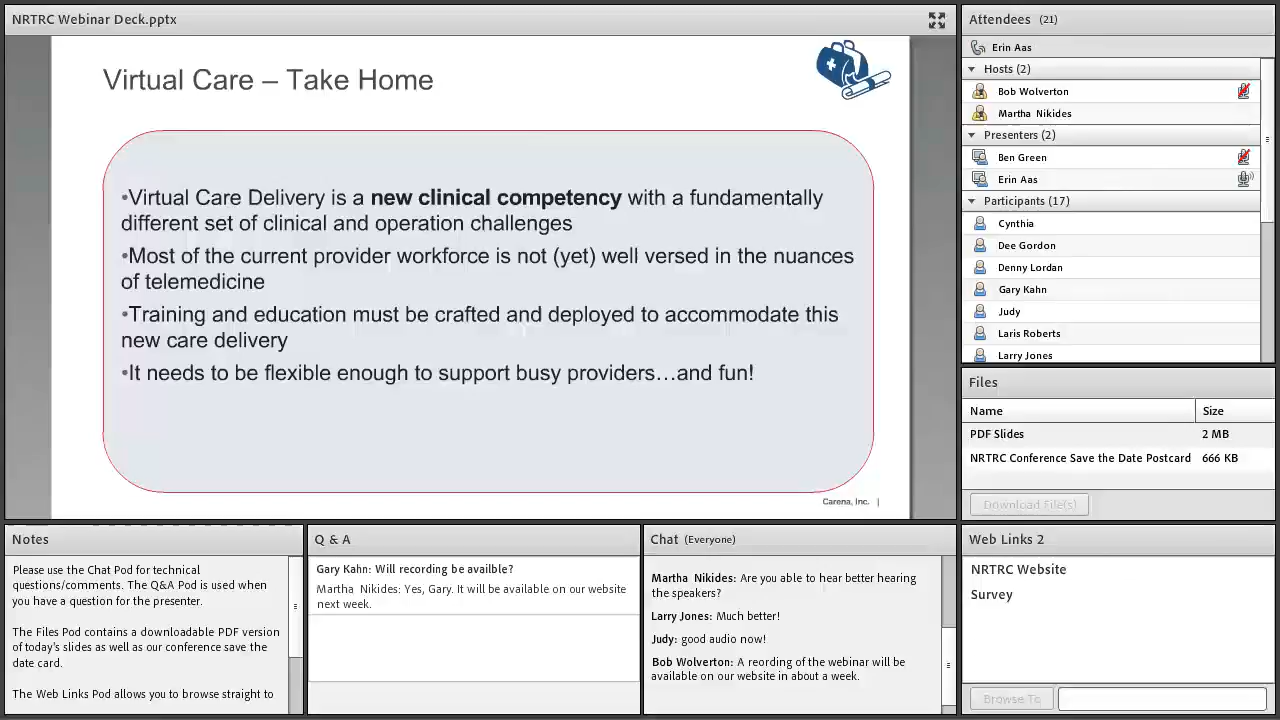 NRTRC Webinar Deck.pptx
Virtual Care – Take Home
•Virtual Care Delivery is a new clinical competency with a fundamentally
different set of clinical and operation challenges
•Most of the current provider workforce is not (yet) well versed in the nuances
of telemedicine
•Training and education must be crafted and deployed to accommodate this
new care delivery
•It needs to be flexible enough to support busy providers…and fun!
Carena, Inc. |
Attendees (21)
Erin Aas
Hosts (2)
Bob Wolverton
Martha Nikides
Presenters (2)
Ben Green
Erin Aas
Participants (17)
Cynthia
Dee Gordon
Denny Lordan
Gary Kahn
Judy
Laris Roberts
Larry Jones
Files
Name Size
PDF Slides 2 MB
NRTRC Conference Save the Date Postcard 666 KB
Download File(s)
Notes
Please use the Chat Pod for technical
questions/comments. The Q&A Pod is used when
you have a question for the presenter.
The Files Pod contains a downloadable PDF version
of today's slides as well as our conference save the
date card.
The Web Links Pod allows you to browse straight to
Q & A
Gary Kahn: Will recording be availble?
Martha Nikides: Yes, Gary. It will be available on our website
next week.
Chat (Everyone)
Martha Nikides: Are you able to hear better hearing
the speakers?
Larry Jones: Much better!
Judy: good audio now!
Bob Wolverton: A reording of the webinar will be
available on our website in about a week.
Web Links 2
NRTRC Website
Survey
Browse To